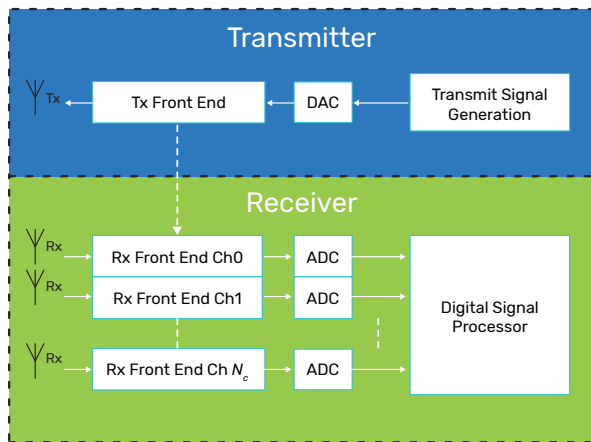 Transmitter
Tx
Tx Front End
DAC
Transmit Signal
Generation
Receiver
Rx
Rx Front End Ch0
ADC
Rx
Rx Front End Ch1
ADC
Digital Signal
Processor
Rx
Rx Front End Ch N_c
ADC